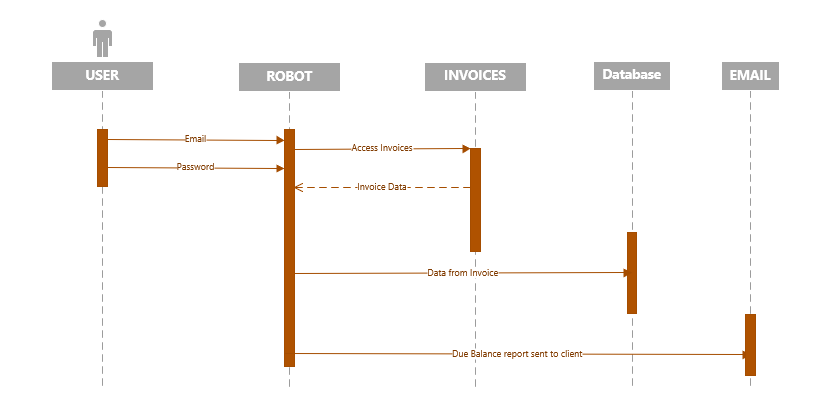 USER
ROBOT
INVOICES
Database
EMAIL
Email
Access Invoices
Password
Invoice Data
Data from Invoice
Due Balance report sent to client